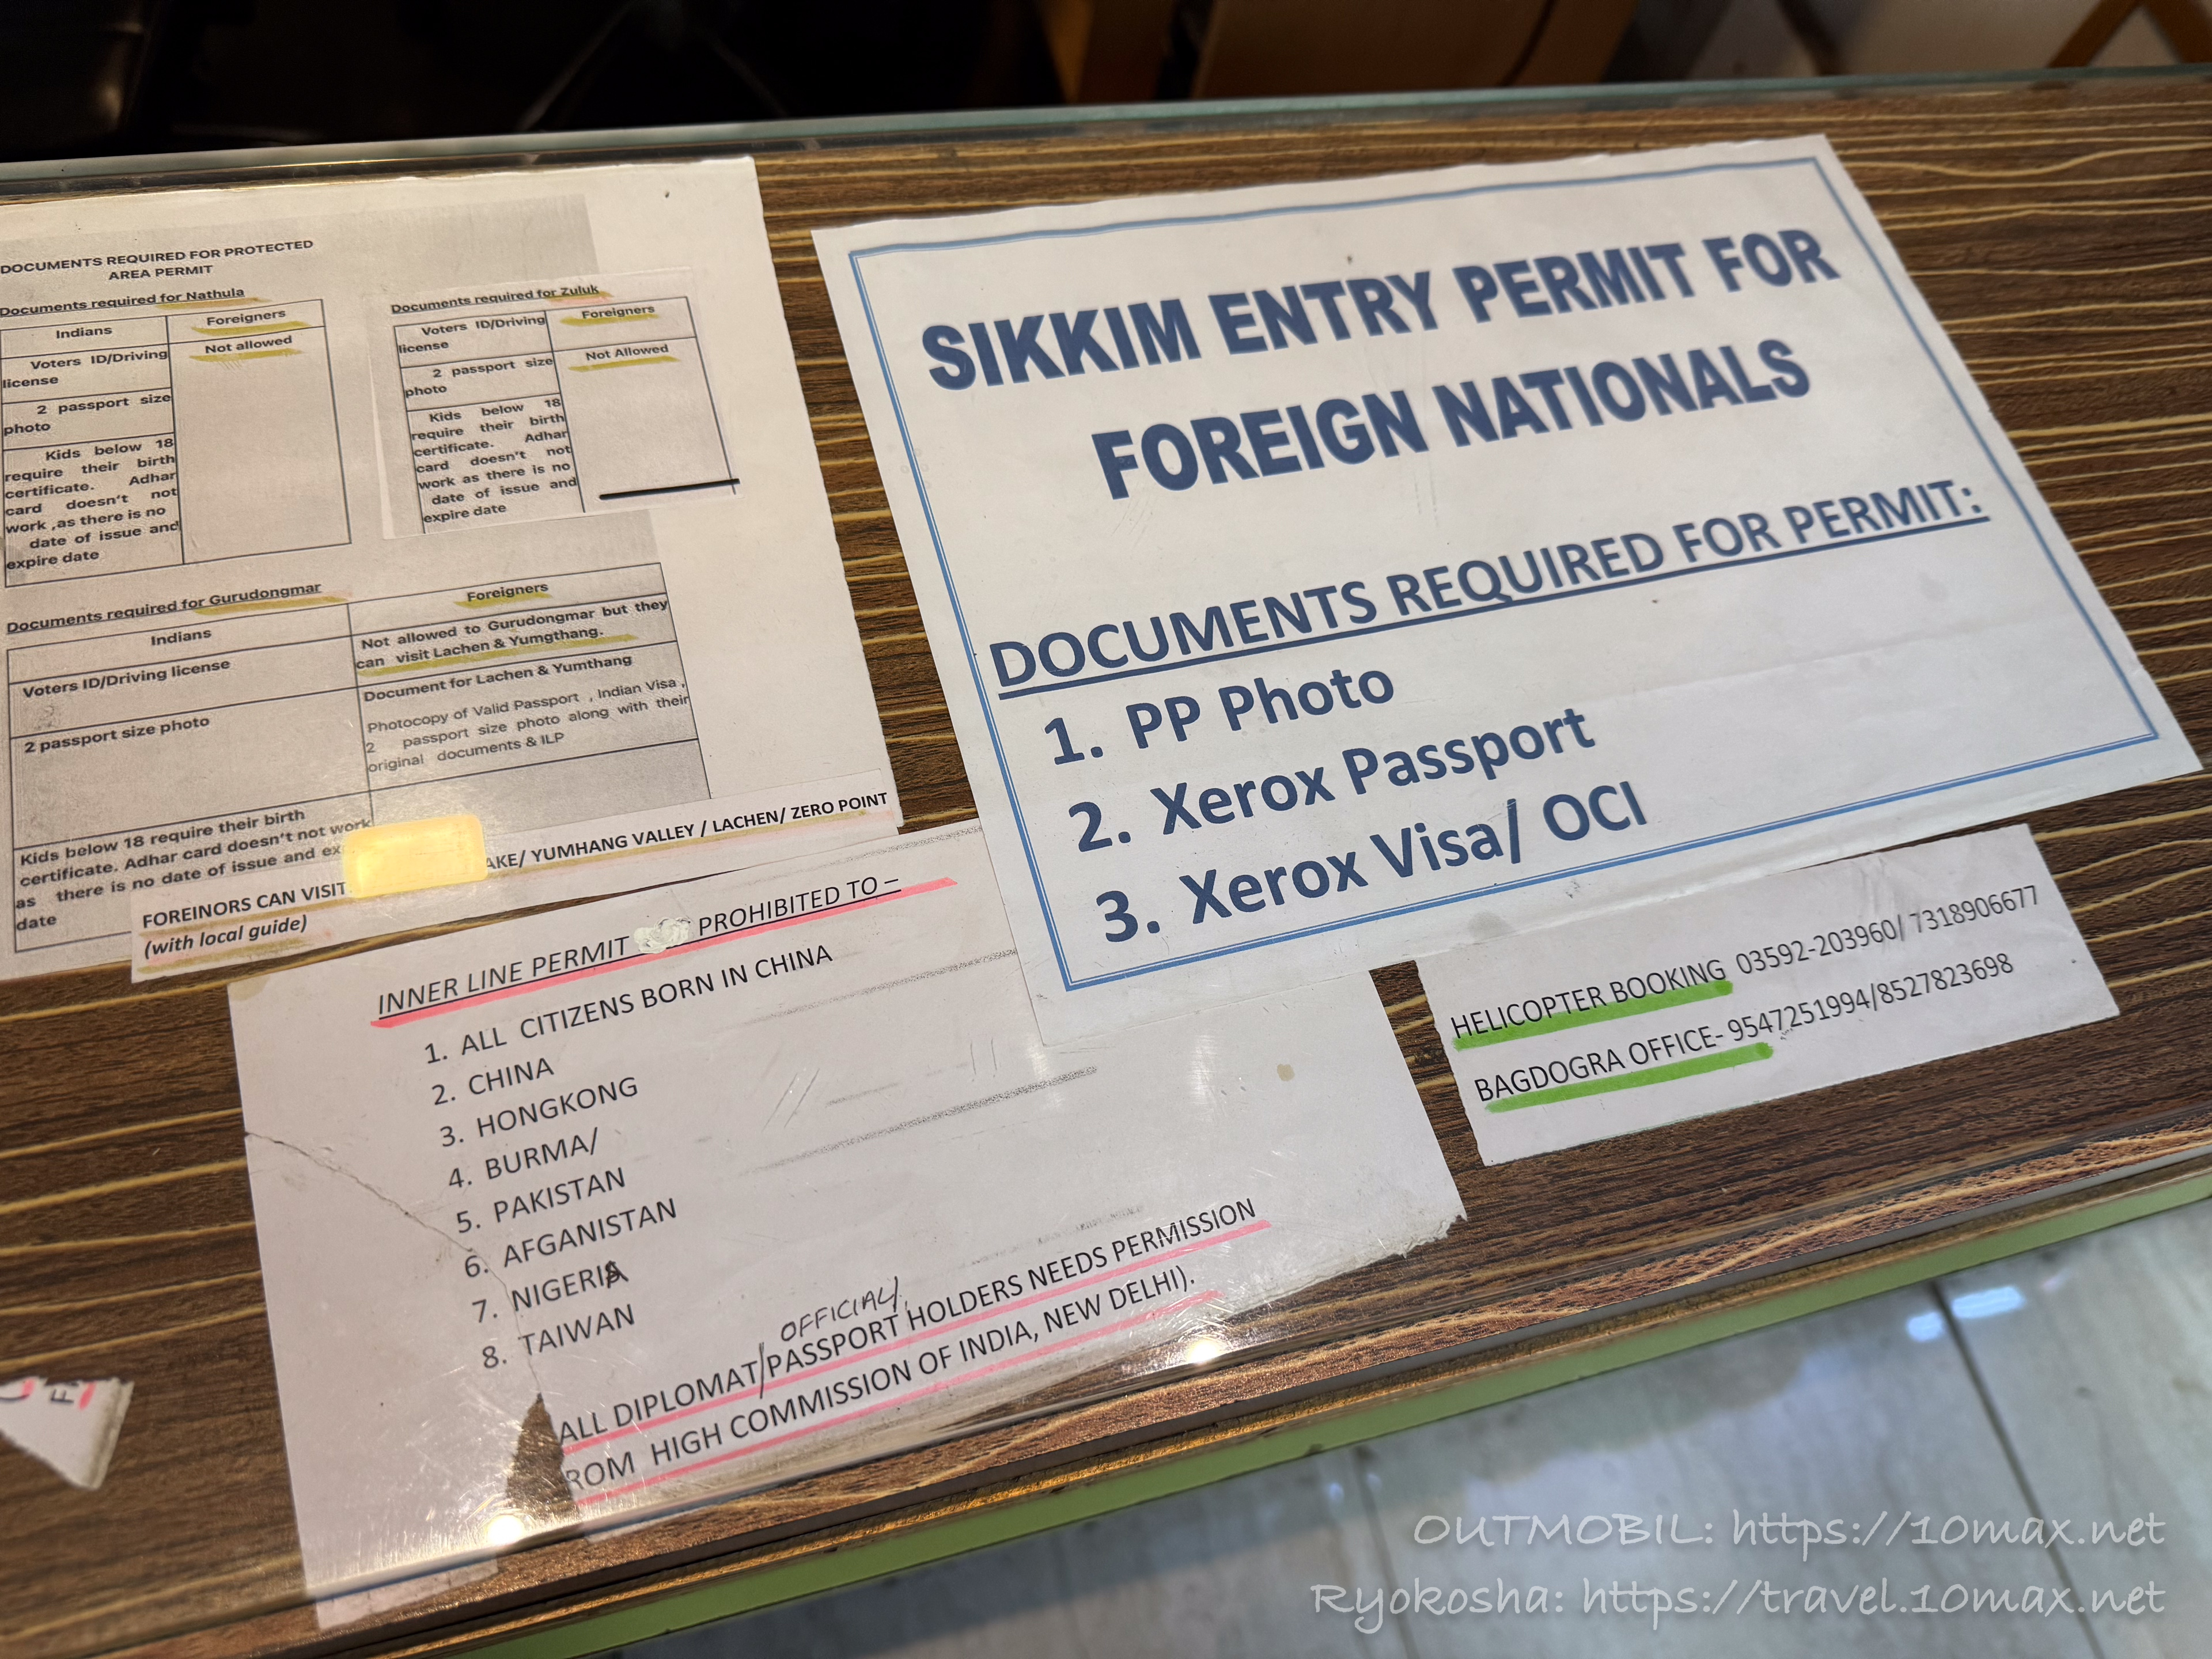 DOCUMENTS REQUIRED FOR PROTECTED
AREA PERMIT
Documents required for Nathula
Indians
Foreigners
Voters ID/Driving
license
Not allowed
2 passport size
photo
Kids below 18
require their birth
certificate. Adhar
card doesn't not
work ,as there is no
date of issue and
expire date
Documents required for Zuluk
Voters ID/Driving
license
Foreigners
2 passport size
photo
Not Allowed
Kids below 18
require their birth
certificate. Adhar
card doesn't not
work as there is no
date of issue and
expire date
Documents required for Gurudongmar
Indians
Foreigners
Voters ID/Driving license
Not allowed to Gurudongmar but they
can visit Lachen & Yumgthang.
2 passport size photo
Document for Lachen & Yumthang
Photocopy of Valid Passport , Indian Visa ,
2 passport size photo along with their
original documents & ILP
Kids below 18 require their birth
certificate. Adhar card doesn't not work
as there is no date of issue and ex
date
FOREINORS CAN VISIT AKE/ YUMHANG VALLEY / LACHEN/ ZERO POINT
(with local guide)
INNER LINE PERMIT PROHIBITED TO –
1. ALL CITIZENS BORN IN CHINA
2. CHINA
3. HONGKONG
4. BURMA/
5. PAKISTAN
6. AFGANISTAN
7. NIGERIA
8. TAIWAN
OFFICIAL/
ALL DIPLOMAT/PASSPORT HOLDERS NEEDS PERMISSION
ROM HIGH COMMISSION OF INDIA, NEW DELHI).
SIKKIM ENTRY PERMIT FOR
FOREIGN NATIONALS
DOCUMENTS REQUIRED FOR PERMIT:
1. PP Photo
2. Xerox Passport
3. Xerox Visa/ OCI
HELICOPTER BOOKING 03592-203960/ 7318906677
BAGDOGRA OFFICE- 9547251994/8527823698
OUTMOBIL: https://10max.net
Ryokosha: https://travel.10max.net